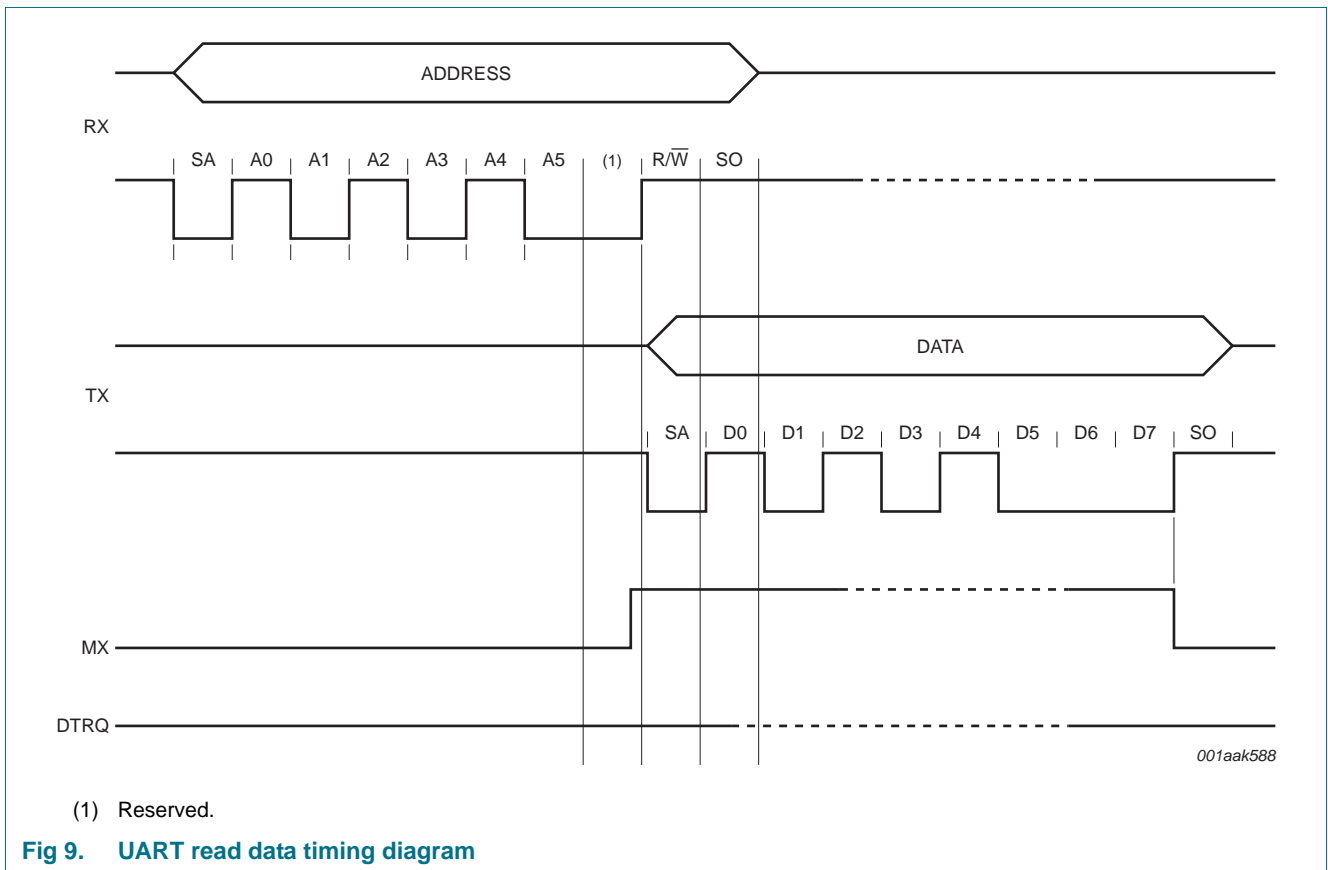 ADDRESS
RX
SA A0 A1 A2 A3 A4 A5 (1) R/W̅ SO
DATA
TX
SA D0 D1 D2 D3 D4 D5 D6 D7 SO
MX
DTRQ
001aak588
(1) Reserved.
Fig 9. UART read data timing diagram